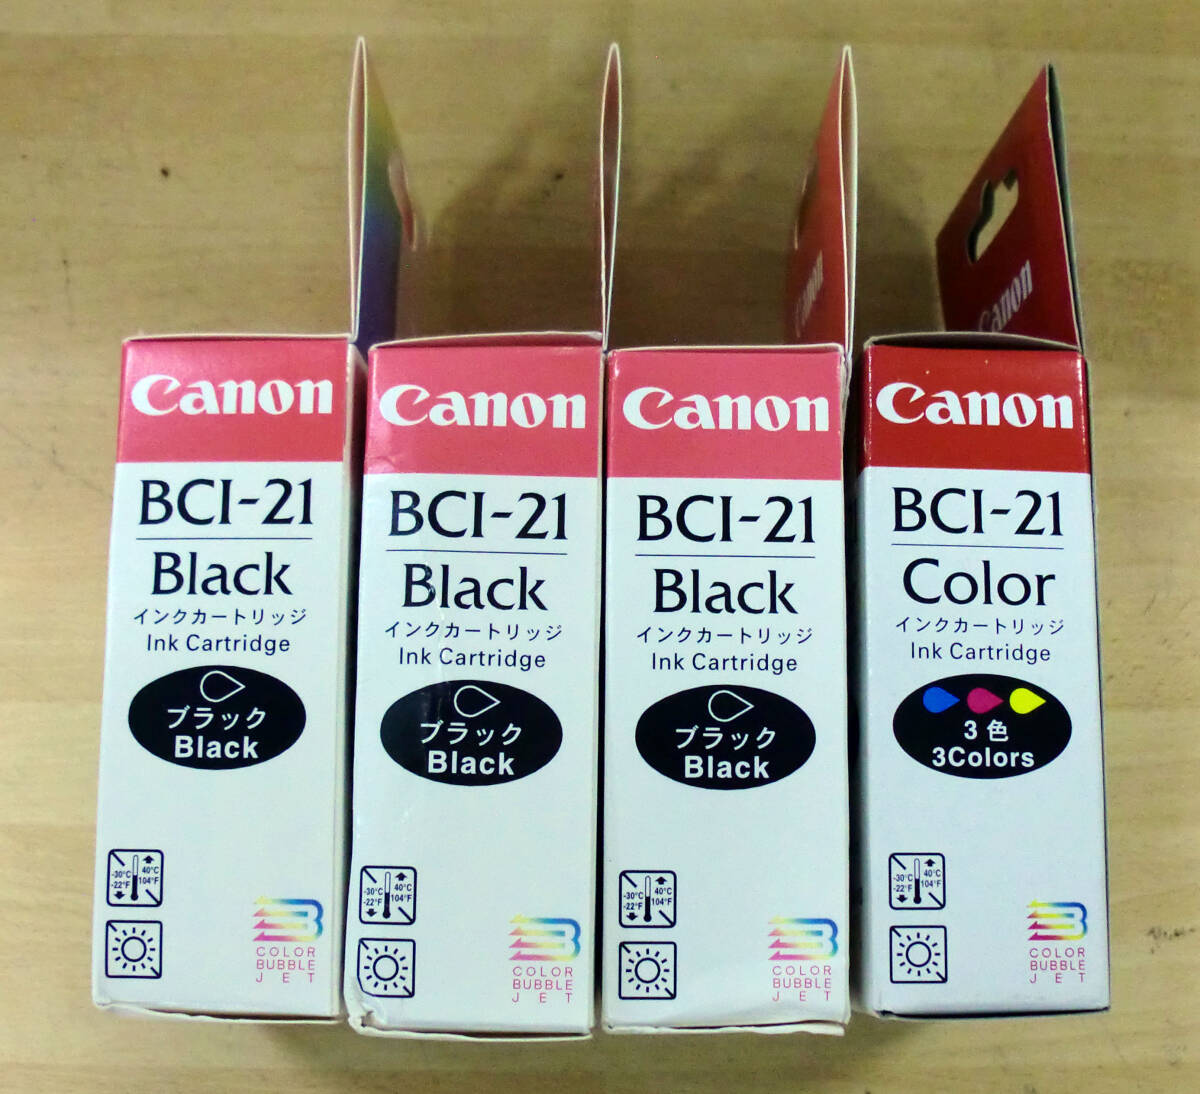 Canon
BCI-21
Black
インクカートリッジ
Ink Cartridge
ブラック
Black
-30°C
-22°F
40°C
104°F
COLOR
BUBBLE
JET
Canon
BCI-21
Black
インクカートリッジ
Ink Cartridge
ブラック
Black
-30°C
-22°F
40°C
104°F
COLOR
BUBBLE
JET
Canon
Canon
BCI-21
Black
インクカートリッジ
Ink Cartridge
ブラック
Black
-30°C
-22°F
40°C
104°F
COLOR
BUBBLE
JET
Canon
Canon
BCI-21
Color
インクカートリッジ
Ink Cartridge
3色
3Colors
-30°C
-22°F
40°C
104°F
COLOR
BUBBLE
JET